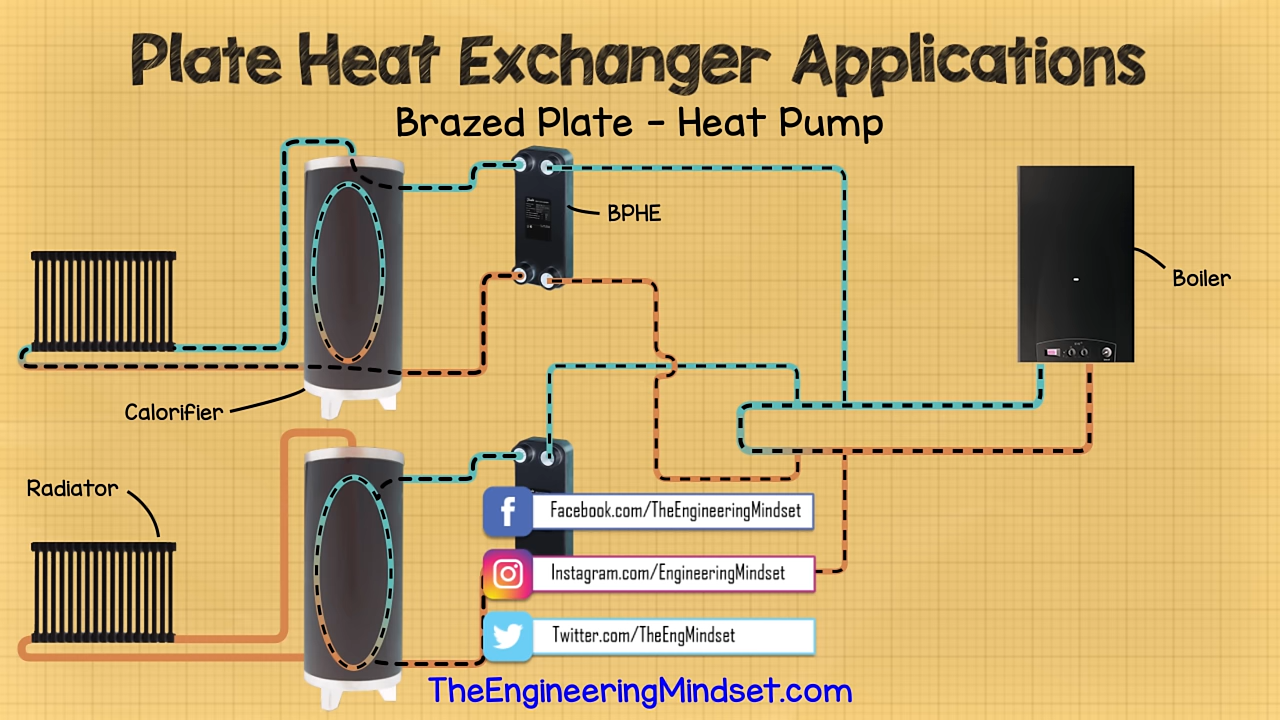 Plate Heat Exchanger Applications
Brazed Plate - Heat Pump
BPHE
Boiler
Calorifier
Radiator
Facebook.com/TheEngineeringMindset
Instagram.com/EngineeringMindset
Twitter.com/TheEngMindset
TheEngineeringMindset.com